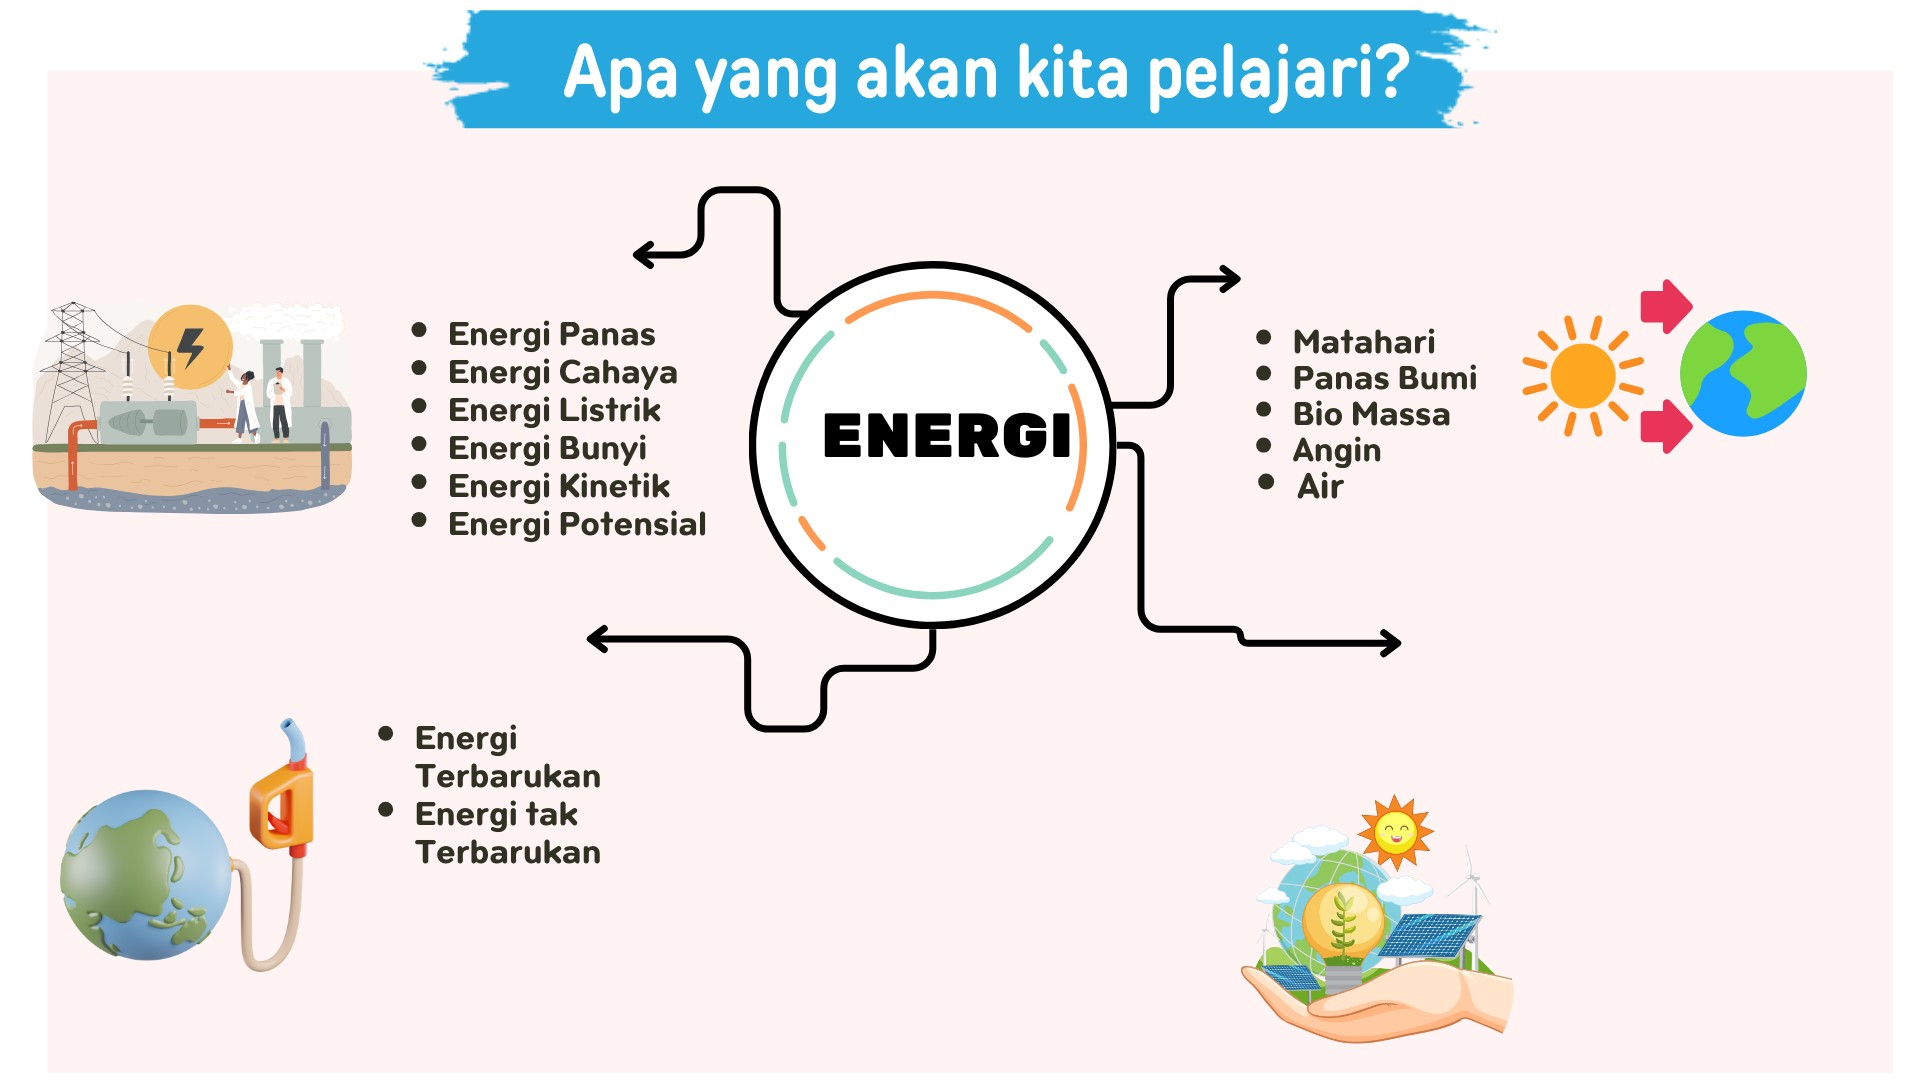 Apa yang akan kita pelajari?
Energi Panas
Energi Cahaya
Energi Listrik
Energi Bunyi
Energi Kinetik
Energi Potensial
ENERGI
Matahari
Panas Bumi
Bio Massa
Angin
Air
Energi
Terbarukan
Energi tak
Terbarukan